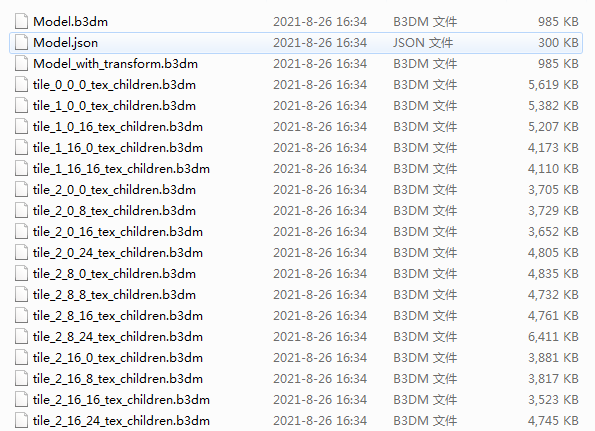 Model.b3dm 2021-8-26 16:34 B3DM 文件 985 KB
Model.json 2021-8-26 16:34 JSON 文件 300 KB
Model_with_transform.b3dm 2021-8-26 16:34 B3DM 文件 985 KB
tile_0_0_0_tex_children.b3dm 2021-8-26 16:34 B3DM 文件 5,619 KB
tile_1_0_0_tex_children.b3dm 2021-8-26 16:34 B3DM 文件 5,382 KB
tile_1_0_16_tex_children.b3dm 2021-8-26 16:34 B3DM 文件 5,207 KB
tile_1_16_0_tex_children.b3dm 2021-8-26 16:34 B3DM 文件 4,173 KB
tile_1_16_16_tex_children.b3dm 2021-8-26 16:34 B3DM 文件 4,110 KB
tile_2_0_0_tex_children.b3dm 2021-8-26 16:34 B3DM 文件 3,705 KB
tile_2_0_8_tex_children.b3dm 2021-8-26 16:34 B3DM 文件 3,729 KB
tile_2_0_16_tex_children.b3dm 2021-8-26 16:34 B3DM 文件 3,652 KB
tile_2_0_24_tex_children.b3dm 2021-8-26 16:34 B3DM 文件 4,805 KB
tile_2_8_0_tex_children.b3dm 2021-8-26 16:34 B3DM 文件 4,835 KB
tile_2_8_8_tex_children.b3dm 2021-8-26 16:34 B3DM 文件 4,732 KB
tile_2_8_16_tex_children.b3dm 2021-8-26 16:34 B3DM 文件 4,761 KB
tile_2_8_24_tex_children.b3dm 2021-8-26 16:34 B3DM 文件 6,411 KB
tile_2_16_0_tex_children.b3dm 2021-8-26 16:34 B3DM 文件 3,881 KB
tile_2_16_8_tex_children.b3dm 2021-8-26 16:34 B3DM 文件 3,817 KB
tile_2_16_16_tex_children.b3dm 2021-8-26 16:34 B3DM 文件 3,523 KB
tile_2_16_24_tex_children.b3dm 2021-8-26 16:34 B3DM 文件 4,745 KB